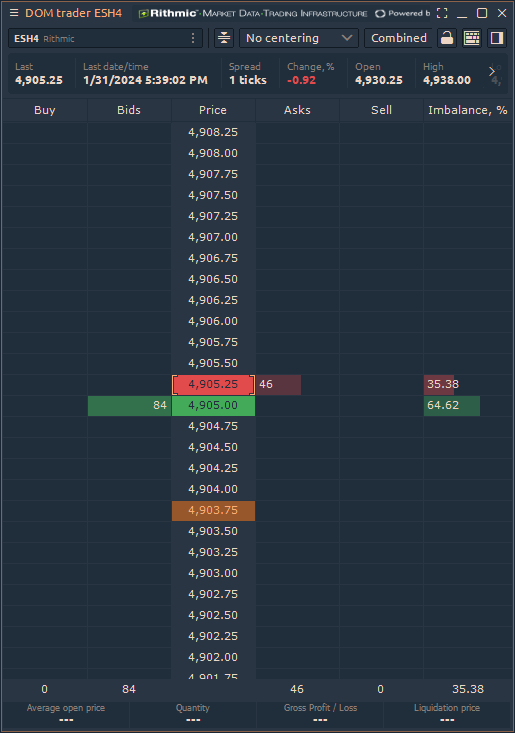 DOM trader ESH4 Rithmic™-Market Data-Trading Infrastructure Powered b
ESH4 Rithmic No centering Combined
Last Last date/time Spread Change, % Open High
4,905.25 1/31/2024 5:39:02 PM 1 ticks -0.92 4,930.25 4,938.00
Buy Bids Price Asks Sell Imbalance, %
4,908.25
4,908.00
4,907.75
4,907.50
4,907.25
4,907.00
4,906.75
4,906.50
4,906.25
4,906.00
4,905.75
4,905.50
4,905.25 46 35.38
84 4,905.00 64.62
4,904.75
4,904.50
4,904.25
4,904.00
4,903.75
4,903.50
4,903.25
4,903.00
4,902.75
4,902.50
4,902.25
4,902.00
4,901.75
0 84 46 0 35.38
Average open price Quantity Gross Profit / Loss Liquidation price
--- --- --- ---